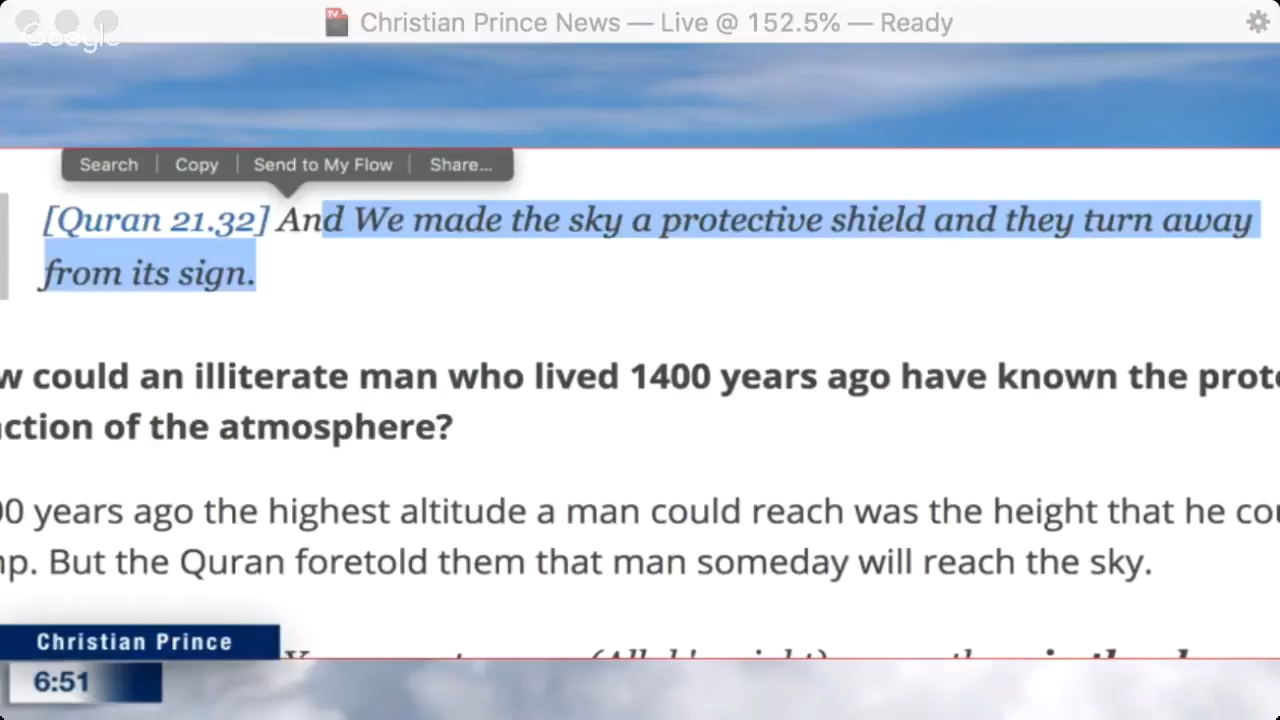 Christian Prince News — Live @ 152.5% — Ready
Google
Search Copy Send to My Flow Share...
[Quran 21.32] And We made the sky a protective shield and they turn away
from its sign.
w could an illiterate man who lived 1400 years ago have known the prote
ction of the atmosphere?
00 years ago the highest altitude a man could reach was the height that he cou
mp. But the Quran foretold them that man someday will reach the sky.
Christian Prince
6:51